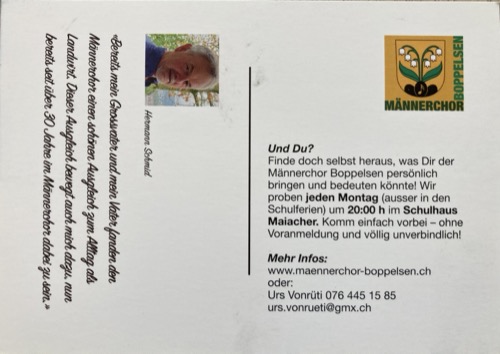 «Bereits mein Grossvater und mein Vater fanden den
Männerchor einen schönen Ausgleich zum Alltag als
Landwirt. Dieser Ausgleich bewegt auch mich dazu, nun
bereits seit über 30 Jahre im Männerchor dabei zu sein.»
Hermann Schmid
MÄNNERCHOR
BOPPELSEN
Und Du?
Finde doch selbst heraus, was Dir der
Männerchor Boppelsen persönlich
bringen und bedeuten könnte! Wir
proben jeden Montag (ausser in den
Schulferien) um 20:00 h im Schulhaus
Maiacher. Komm einfach vorbei – ohne
Voranmeldung und völlig unverbindlich!
Mehr Infos:
www.maennerchor-boppelsen.ch
oder:
Urs Vonrüti 076 445 15 85
urs.vonrueti@gmx.ch